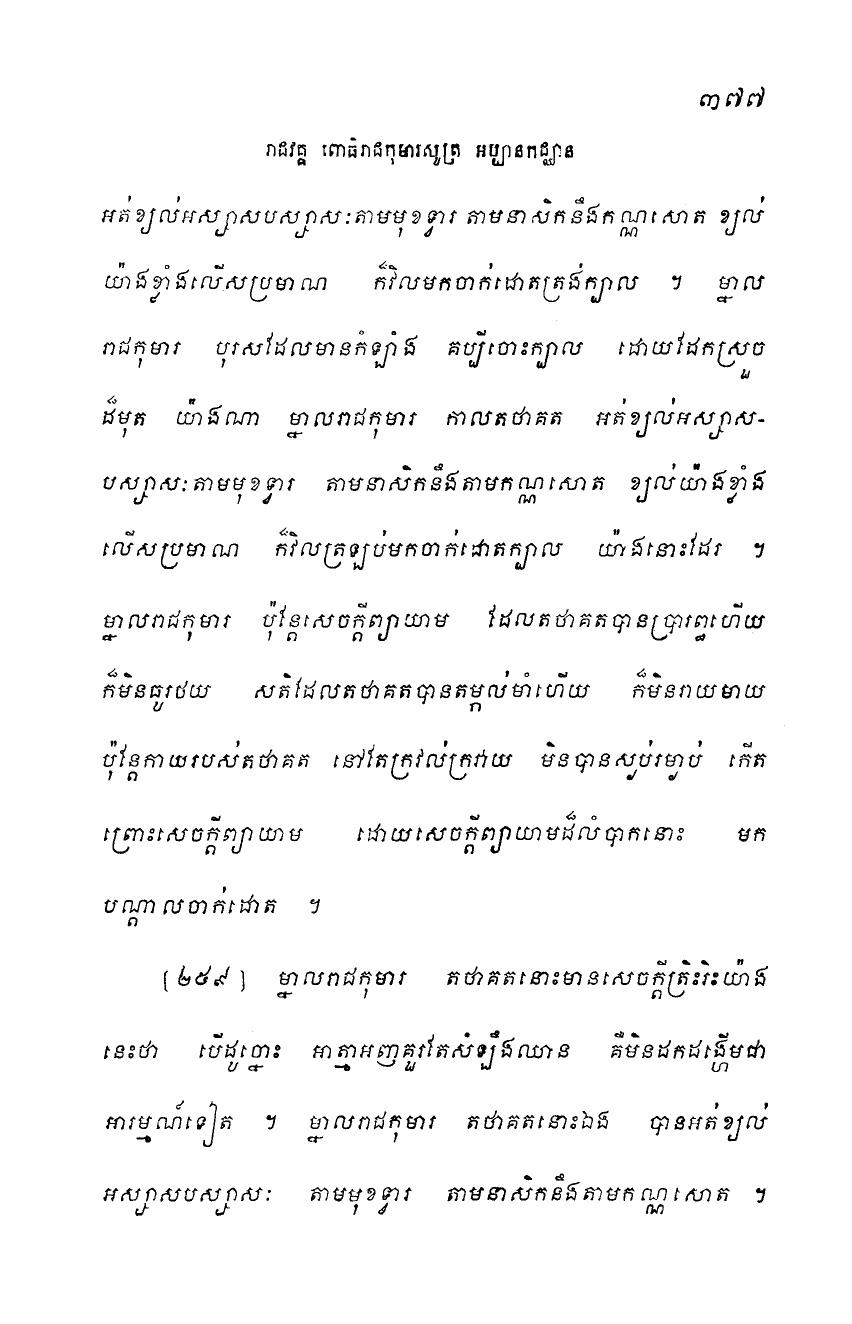 ៣៧៧
រាជវគ្គ ពោធិរាជកុមារសូត្រ អប្បានកជ្ឈាន
អត់ខ្យល់អស្សាសបស្សាសៈតាមមុខទ្វារ តាមនាសិកនឹងកណ្ណសោត ខ្យល់
យ៉ាងខ្លាំងលើសប្រមាណ ក៏វិលមកចាក់ដោតត្រង់ក្បាល ។ ម្នាល
រាជកុមារ បុរសដែលមានកំឡាំង គប្បីចោះក្បាល ដោយដែកស្រួច
ដ៏មុត យ៉ាងណា ម្នាលរាជកុមារ កាលតថាគត អត់ខ្យល់អស្សាស-
បស្សាសៈតាមមុខទ្វារ តាមនាសិកនឹងតាមកណ្ណសោត ខ្យល់យ៉ាងខ្លាំង
លើសប្រមាណ ក៏វិលត្រឡប់មកចាក់ដោតក្បាល យ៉ាងនោះដែរ ។
ម្នាលរាជកុមារ ប៉ុន្តែសេចក្តីព្យាយាម ដែលតថាគតបានប្រារព្ធហើយ
ក៏មិនធូរថយ សតិដែលតថាគតបានតម្កល់មាំហើយ ក៏មិនរាយមាយ
ប៉ុន្តែកាយរបស់តថាគត នៅតែក្រវល់ក្រវាយ មិនបានស្ងប់រម្ងាប់ កើត
ព្រោះសេចក្តីព្យាយាម ដោយសេចក្តីព្យាយាមដ៏លំបាកនោះ មក
បណ្តាលចាក់ដោត ។
[២៥៩] ម្នាលរាជកុមារ តថាគតនោះមានសេចក្តីត្រិះរិះយ៉ាង
នេះថា បើដូច្នោះ អាត្មាអញគួរតែសំឡឹងឈាន គឺមិនដកដង្ហើមជា
អារម្មណ៍ទៀត ។ ម្នាលរាជកុមារ តថាគតនោះឯង បានអត់ខ្យល់
អស្សាសបស្សាសៈ តាមមុខទ្វារ តាមនាសិកនឹងតាមកណ្ណសោត ។